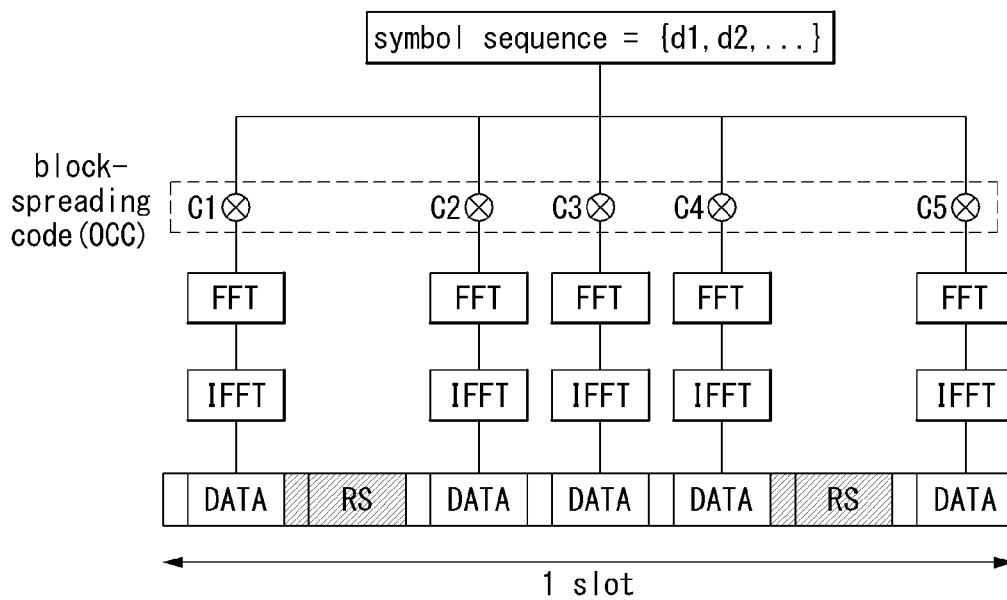 symbol sequence = {d1, d2, ...}
block-
spreading
code(OCC)
C1 C2 C3 C4 C5
FFT FFT FFT FFT FFT
IFFT IFFT IFFT IFFT IFFT
DATA RS DATA DATA DATA RS DATA
1 slot